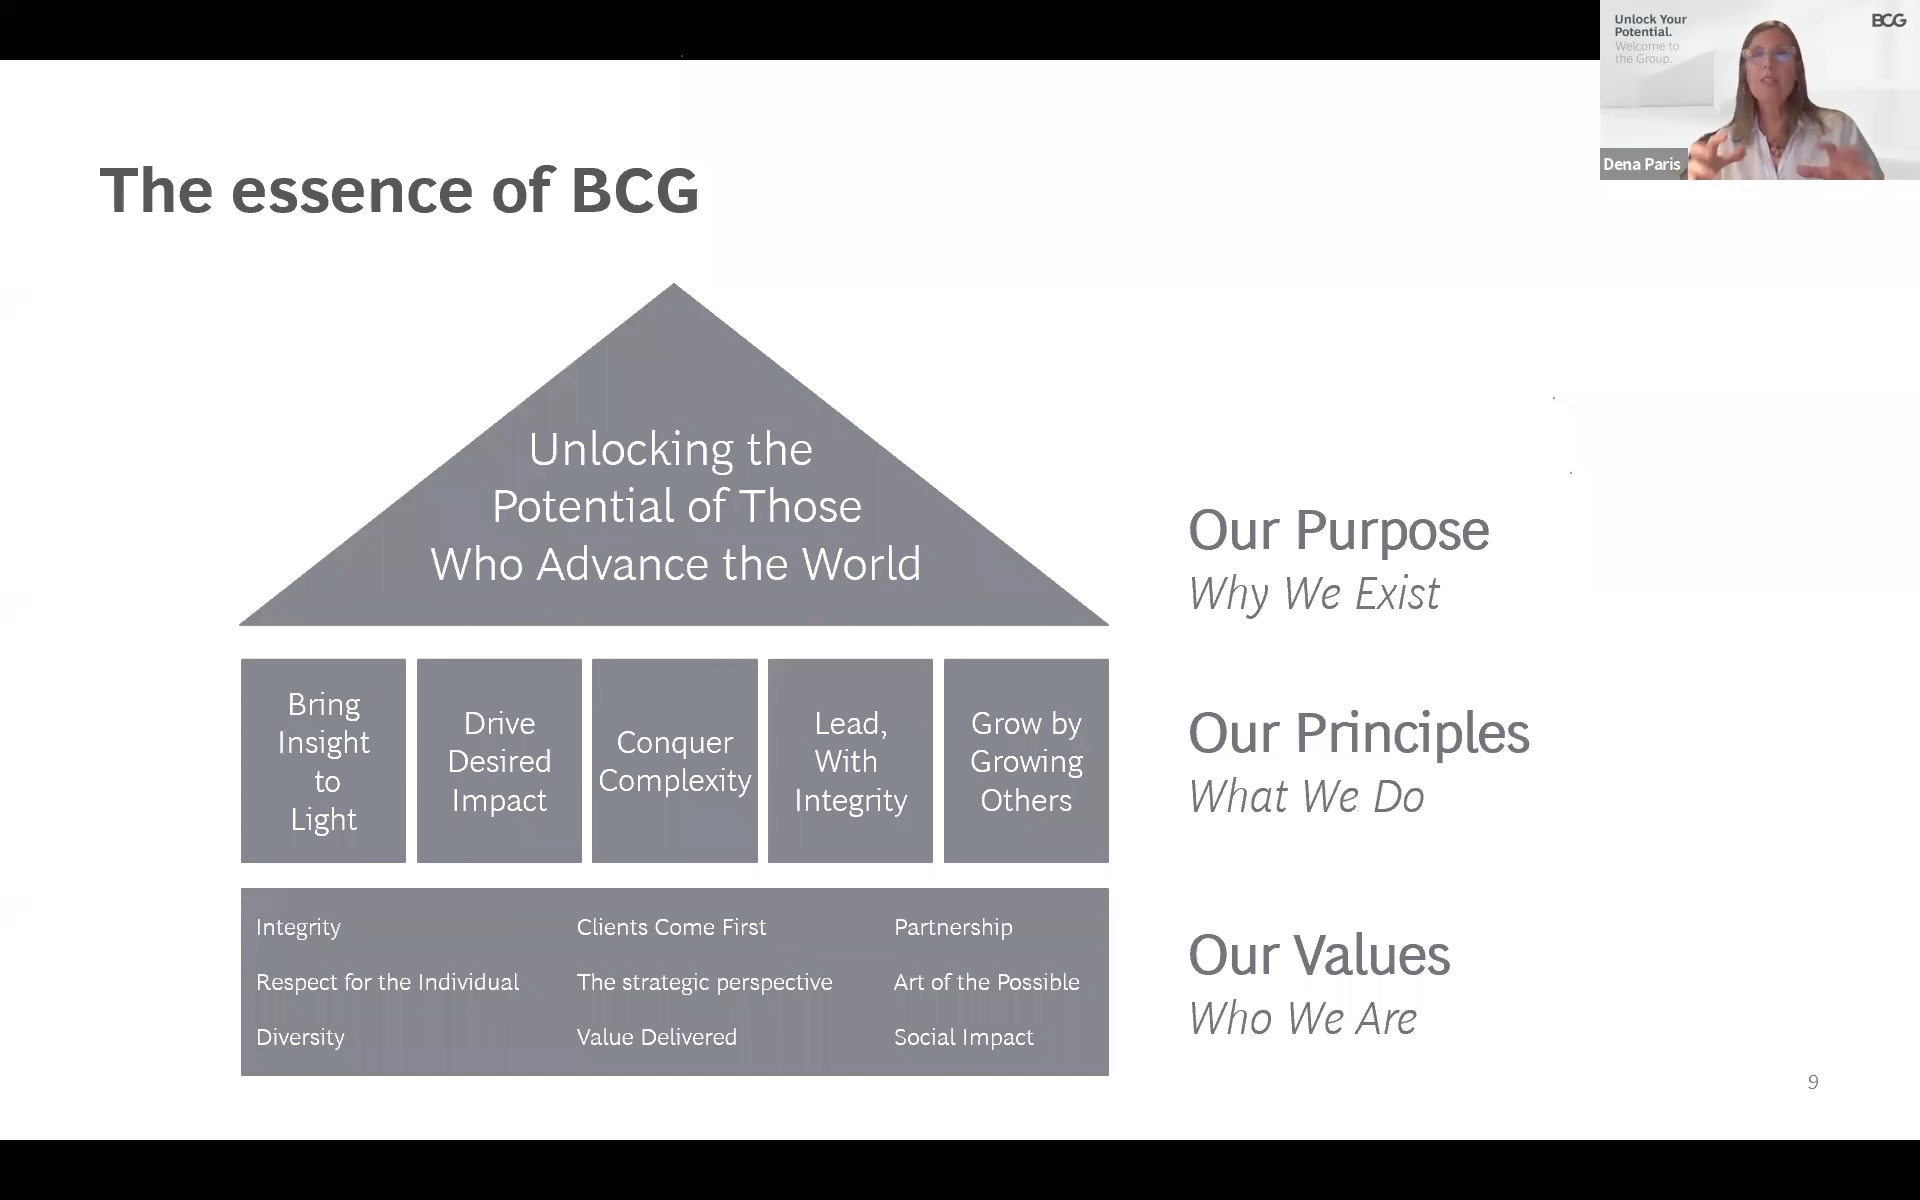 Unlock Your
Potential.
Welcome to
the Group.
BCG
Dena Paris
The essence of BCG
Unlocking the
Potential of Those
Who Advance the World
Our Purpose
Why We Exist
Bring
Insight
to
Light
Drive
Desired
Impact
Conquer
Complexity
Lead,
With
Integrity
Grow by
Growing
Others
Our Principles
What We Do
Integrity
Clients Come First
Partnership
Respect for the Individual
The strategic perspective
Art of the Possible
Diversity
Value Delivered
Social Impact
Our Values
Who We Are
9